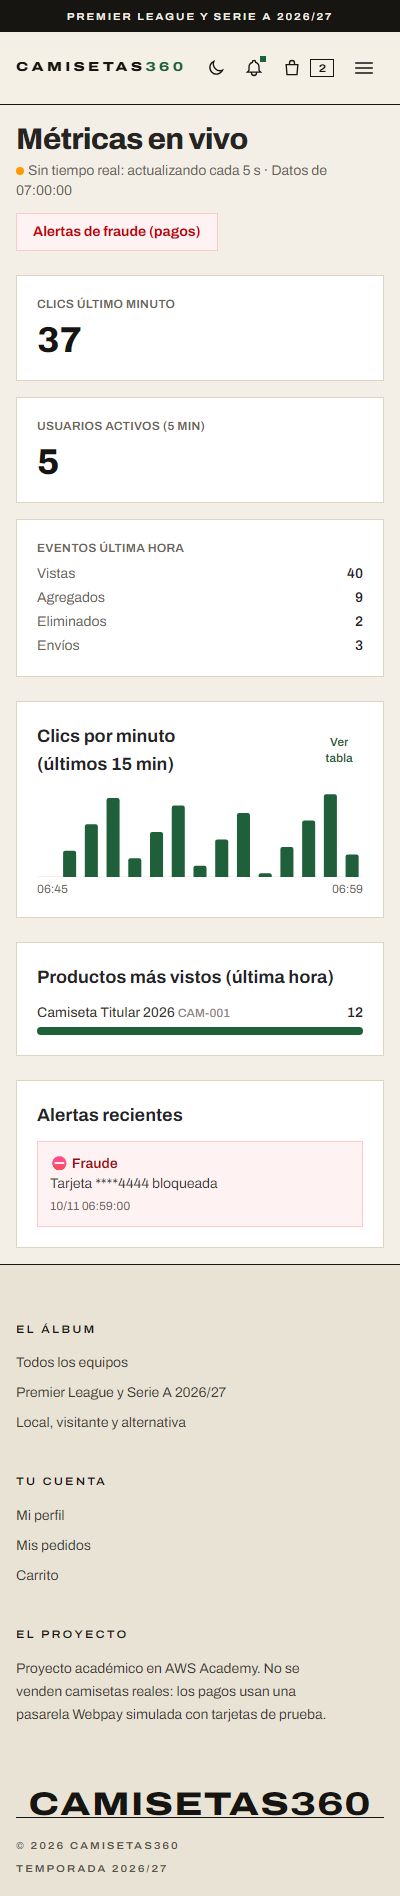 PREMIER LEAGUE Y SERIE A 2026/27
CAMISETAS360
2
Métricas en vivo
Sin tiempo real: actualizando cada 5 s · Datos de
07:00:00
Alertas de fraude (pagos)
CLICS ÚLTIMO MINUTO
37
USUARIOS ACTIVOS (5 MIN)
5
EVENTOS ÚLTIMA HORA
Vistas 40
Agregados 9
Eliminados 2
Envíos 3
Clics por minuto
(últimos 15 min)
Ver
tabla
06:45 06:59
Productos más vistos (última hora)
Camiseta Titular 2026 CAM-001 12
Alertas recientes
Fraude
Tarjeta ****4444 bloqueada
10/11 06:59:00
EL ÁLBUM
Todos los equipos
Premier League y Serie A 2026/27
Local, visitante y alternativa
TU CUENTA
Mi perfil
Mis pedidos
Carrito
EL PROYECTO
Proyecto académico en AWS Academy. No se
venden camisetas reales: los pagos usan una
pasarela Webpay simulada con tarjetas de prueba.
CAMISETAS360
© 2026 CAMISETAS360
TEMPORADA 2026/27